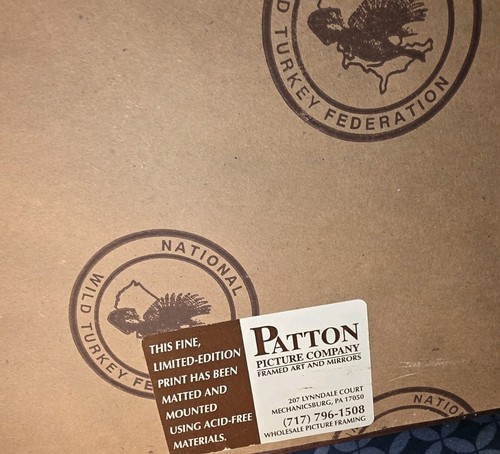 D TURKEY FEDERATION
NATIONAL
WILD TURKEY FE
THIS FINE,
LIMITED-EDITION
PRINT HAS BEEN
MATTED AND
MOUNTED
USING ACID-FREE
MATERIALS.
PATTON
PICTURE COMPANY
FRAMED ART AND MIRRORS
207 LYNNDALE COURT
MECHANICSBURG, PA 17050
(717) 796-1508
WHOLESALE PICTURE FRAMING
NATIO